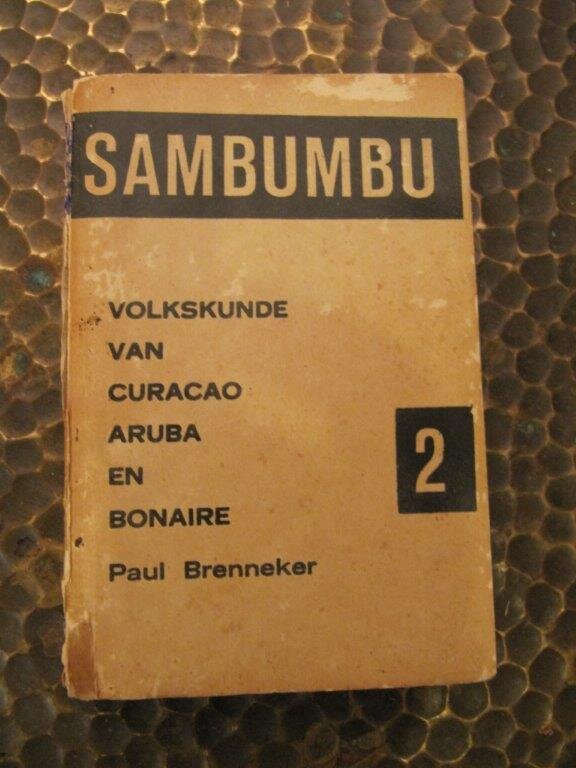 SAMBUMBU
VOLKSKUNDE
VAN
CURACAO
ARUBA
EN
BONAIRE
2
Paul Brenneker